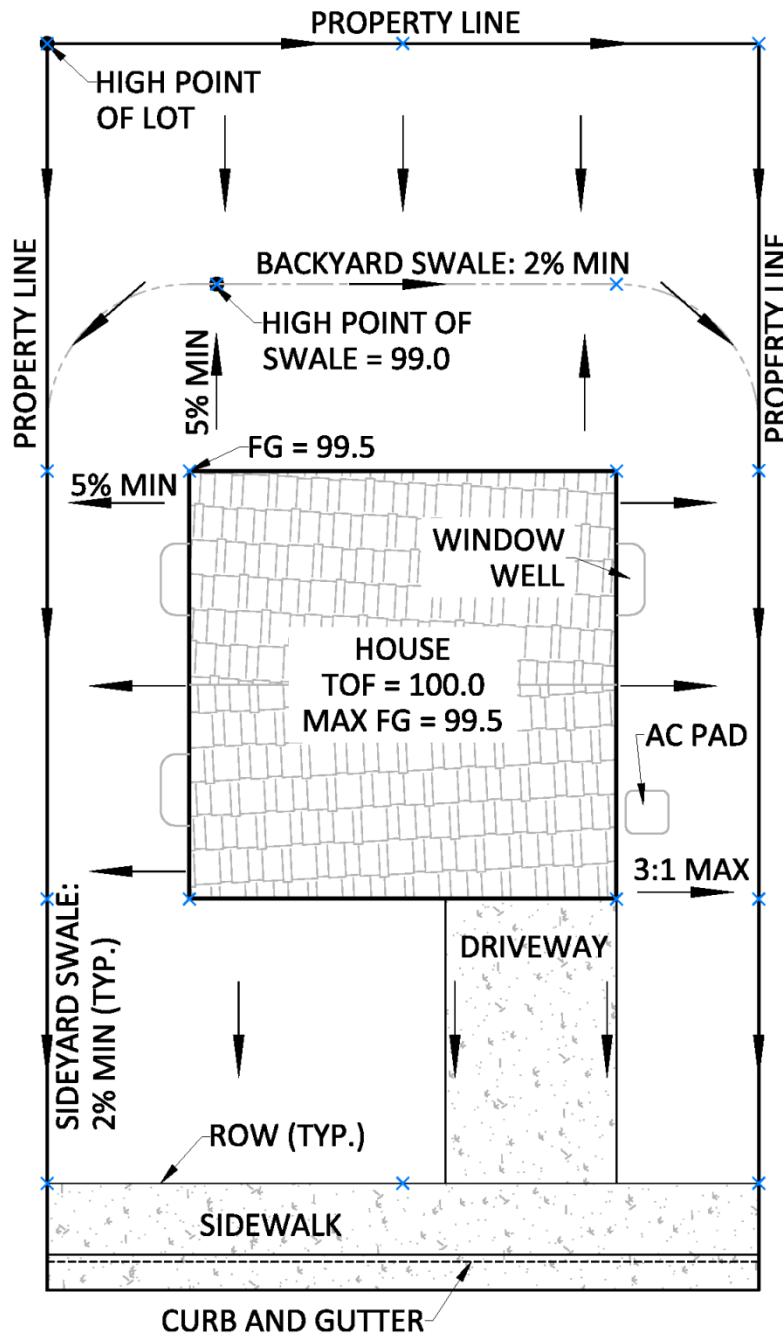 PROPERTY LINE
HIGH POINT
OF LOT
PROPERTY LINE
BACKYARD SWALE: 2% MIN
PROPERTY LINE
HIGH POINT OF
SWALE = 99.0
5% MIN
FG = 99.5
5% MIN
WINDOW
WELL
HOUSE
TOF = 100.0
MAX FG = 99.5
AC PAD
3:1 MAX
SIDEYARD SWALE:
2% MIN (TYP.)
DRIVEWAY
ROW (TYP.)
SIDEWALK
CURB AND GUTTER